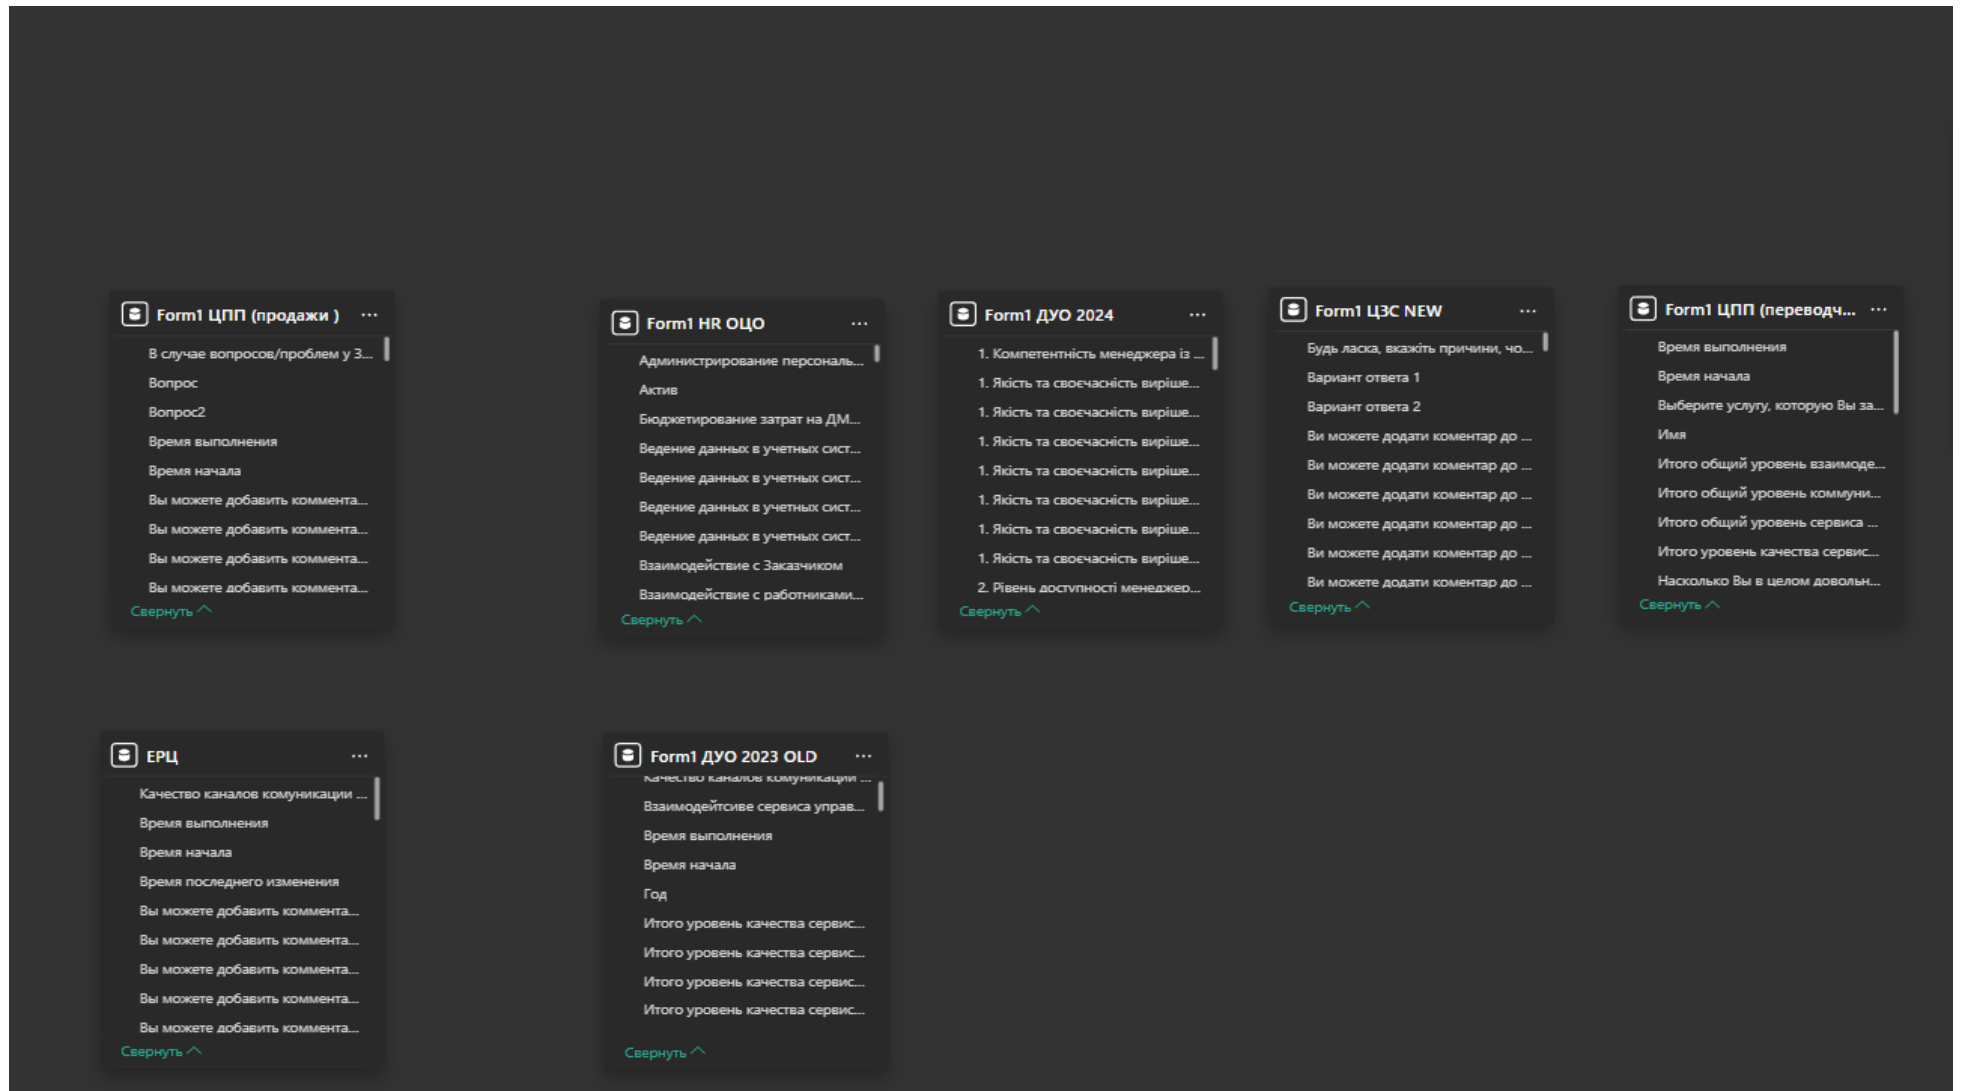 Form1 ЦПП (продажи ) ...
В случае вопросов/проблем у З...
Вопрос
Вопрос2
Время выполнения
Время начала
Вы можете добавить коммента...
Вы можете добавить коммента...
Вы можете добавить коммента...
Вы можете добавить коммента...
Свернуть
Form1 HR ОЦО ...
Администрирование персональ...
Актив
Бюджетирование затрат на ДМ...
Ведение данных в учетных сист...
Ведение данных в учетных сист...
Ведение данных в учетных сист...
Ведение данных в учетных сист...
Взаимодействие с Заказчиком
Взаимодействие с работниками...
Свернуть
Form1 ДУО 2024 ...
1. Компетентність менеджера із ...
1. Якість та своєчасність виріше...
1. Якість та своєчасність виріше...
1. Якість та своєчасність виріше...
1. Якість та своєчасність виріше...
1. Якість та своєчасність виріше...
1. Якість та своєчасність виріше...
1. Якість та своєчасність виріше...
2. Рівень доступності менеджер...
Свернуть
Form1 ЦЗС NEW ...
Будь ласка, вкажіть причини, чо...
Вариант ответа 1
Вариант ответа 2
Ви можете додати коментар до ...
Ви можете додати коментар до ...
Ви можете додати коментар до ...
Ви можете додати коментар до ...
Ви можете додати коментар до ...
Ви можете додати коментар до ...
Свернуть
Form1 ЦПП (переводч... ...
Время выполнения
Время начала
Выберите услугу, которую Вы за...
Имя
Итого общий уровень взаимоде...
Итого общий уровень коммуни...
Итого общий уровень сервиса ...
Итого уровень качества сервис...
Насколько Вы в целом довольн...
Свернуть
ЕРЦ ...
Качество каналов комуникации ...
Время выполнения
Время начала
Время последнего изменения
Вы можете добавить коммента...
Вы можете добавить коммента...
Вы можете добавить коммента...
Вы можете добавить коммента...
Вы можете добавить коммента...
Свернуть
Form1 ДУО 2023 OLD ...
Качество каналов комуникации ...
Взаимодейтсиве сервиса управ...
Время выполнения
Время начала
Год
Итого уровень качества сервис...
Итого уровень качества сервис...
Итого уровень качества сервис...
Итого уровень качества сервис...
Свернуть